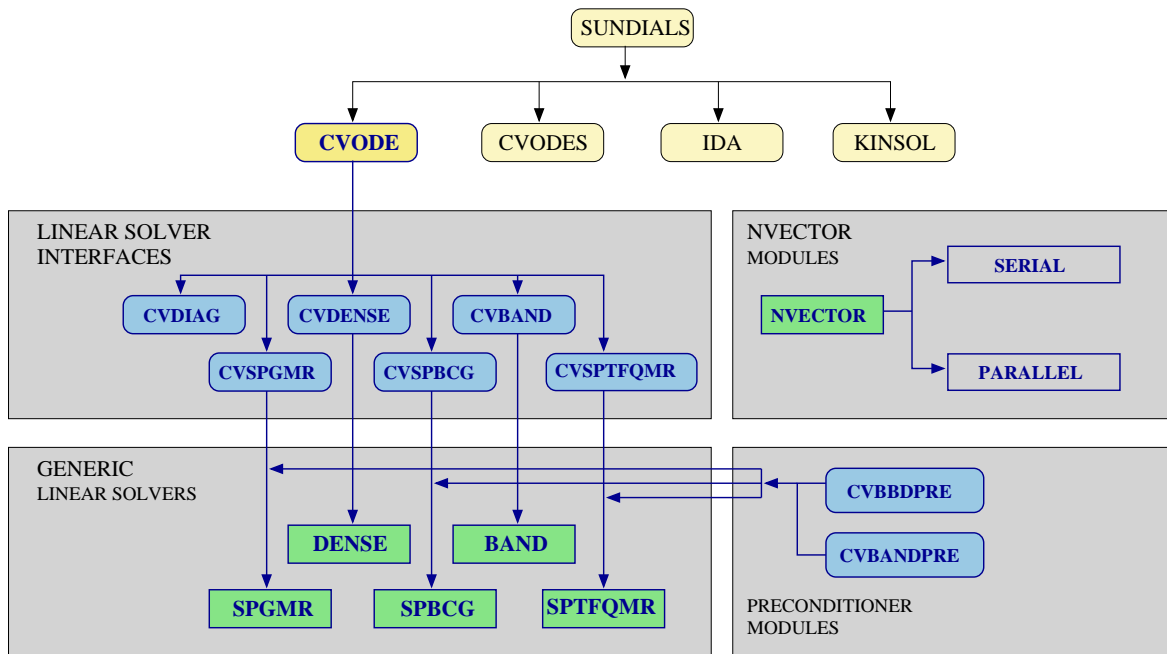 SUNDIALS
CVODE
CVODES
IDA
KINSOL
LINEAR SOLVER
INTERFACES
CVDIAG
CVDENSE
CVBAND
CVSPGMR
CVSPBCG
CVSPTFQMR
NVECTOR
MODULES
SERIAL
NVECTOR
PARALLEL
GENERIC
LINEAR SOLVERS
DENSE
BAND
SPGMR
SPBCG
SPTFQMR
CVBBDPRE
CVBANDPRE
PRECONDITIONER
MODULES